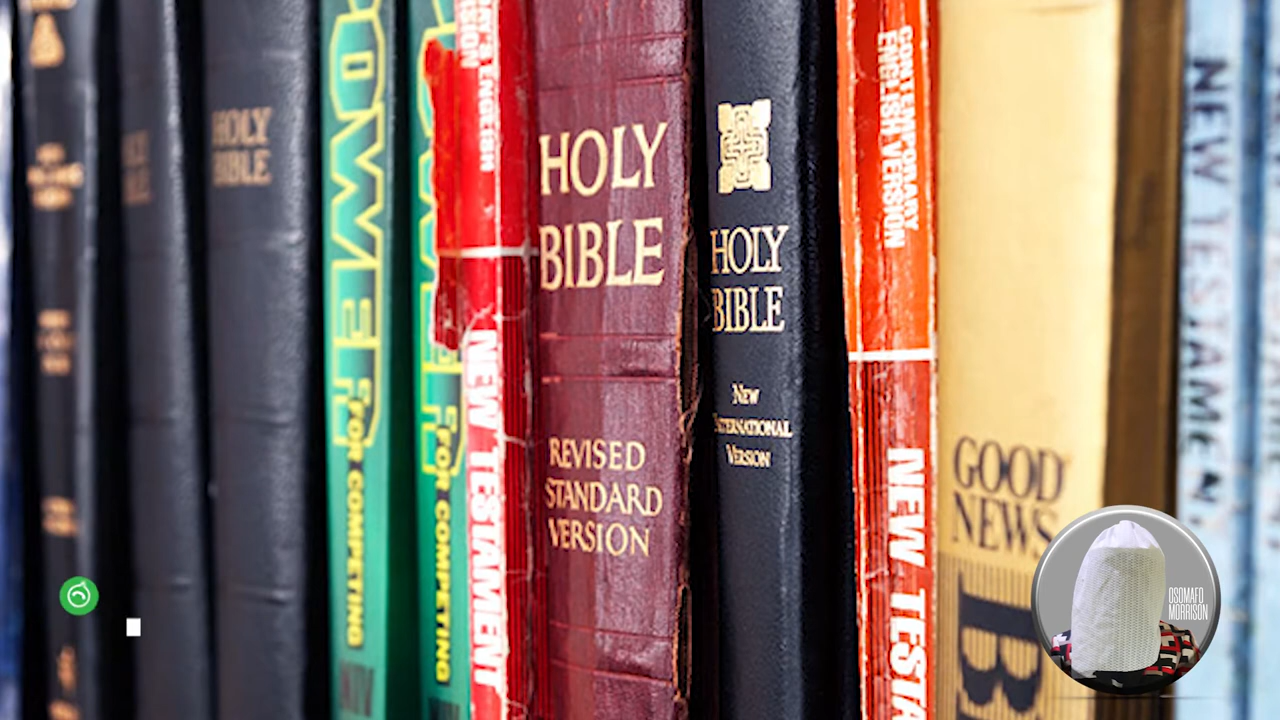 HOLY
BIBLE
POWER
FOR COMPETING
FOR COMPETING
ENGLISH
NEW TESTAMENT
HOLY
BIBLE
REVISED
STANDARD
VERSION
HOLY
BIBLE
NEW
INTERNATIONAL
VERSION
CONTEMPORARY
ENGLISH VERSION
NEW TESTA
GOOD
NEWS
B
NEW TESTAMENT
OSOMAFO
MORRISON